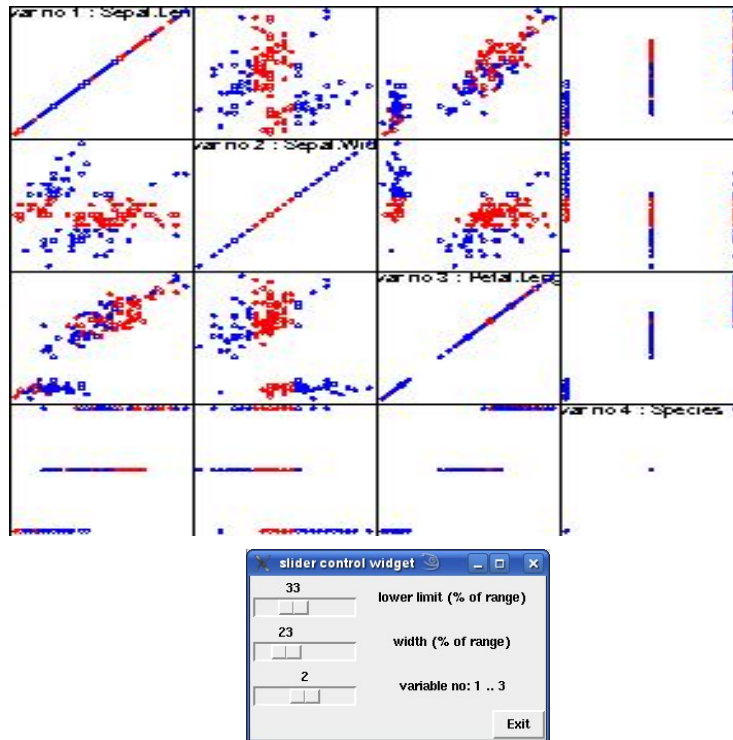 var no 1 : Sepal.Len
var no 2 : Sepal.Wid
var no 3 : Petal.Leng
var no 4 : Species
slider control widget
33
lower limit (% of range)
23
width (% of range)
2
variable no: 1 .. 3
Exit